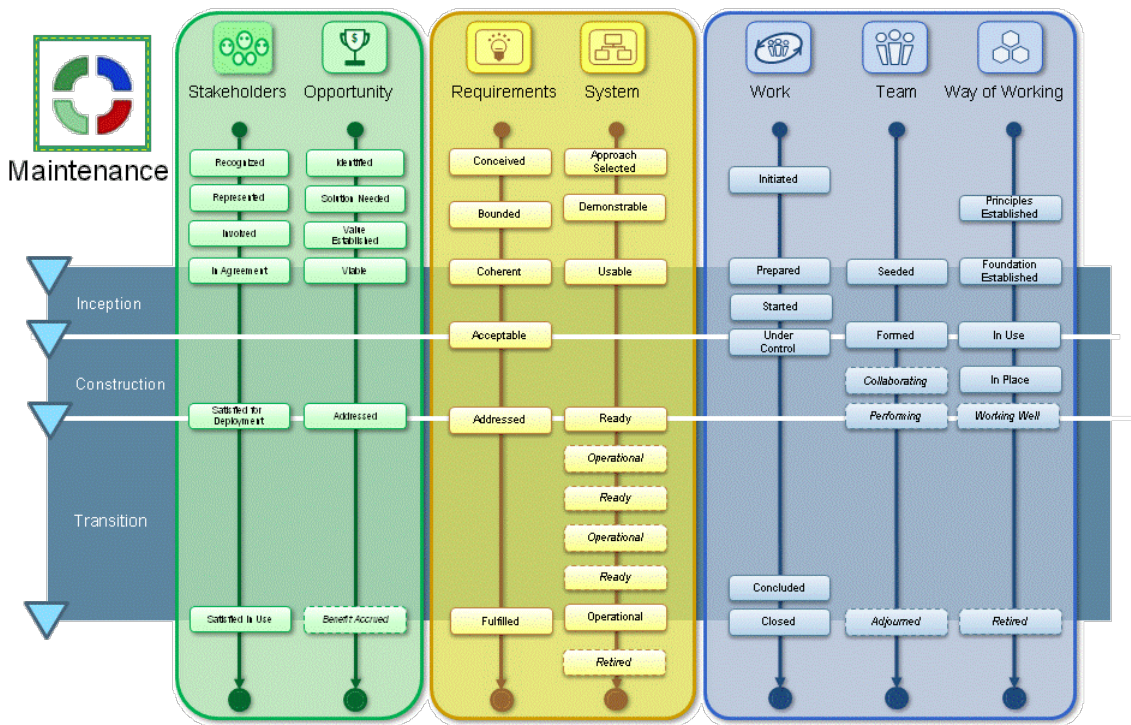 Maintenance
Stakeholders
Opportunity
Requirements
System
Work
Team
Way of Working
Recognized
Represented
Involved
In Agreement
Satisfied for
Deployment
Satisfied In Use
Identified
Solution Needed
Value
Established
Viable
Addressed
Benefit Accrued
Conceived
Bounded
Coherent
Acceptable
Addressed
Fulfilled
Approach
Selected
Demonstrable
Usable
Ready
Operational
Ready
Operational
Ready
Operational
Retired
Initiated
Prepared
Started
Under
Control
Concluded
Closed
Seeded
Formed
Collaborating
Performing
Adjourned
Principles
Established
Foundation
Established
In Use
In Place
Working Well
Retired
Inception
Construction
Transition
$